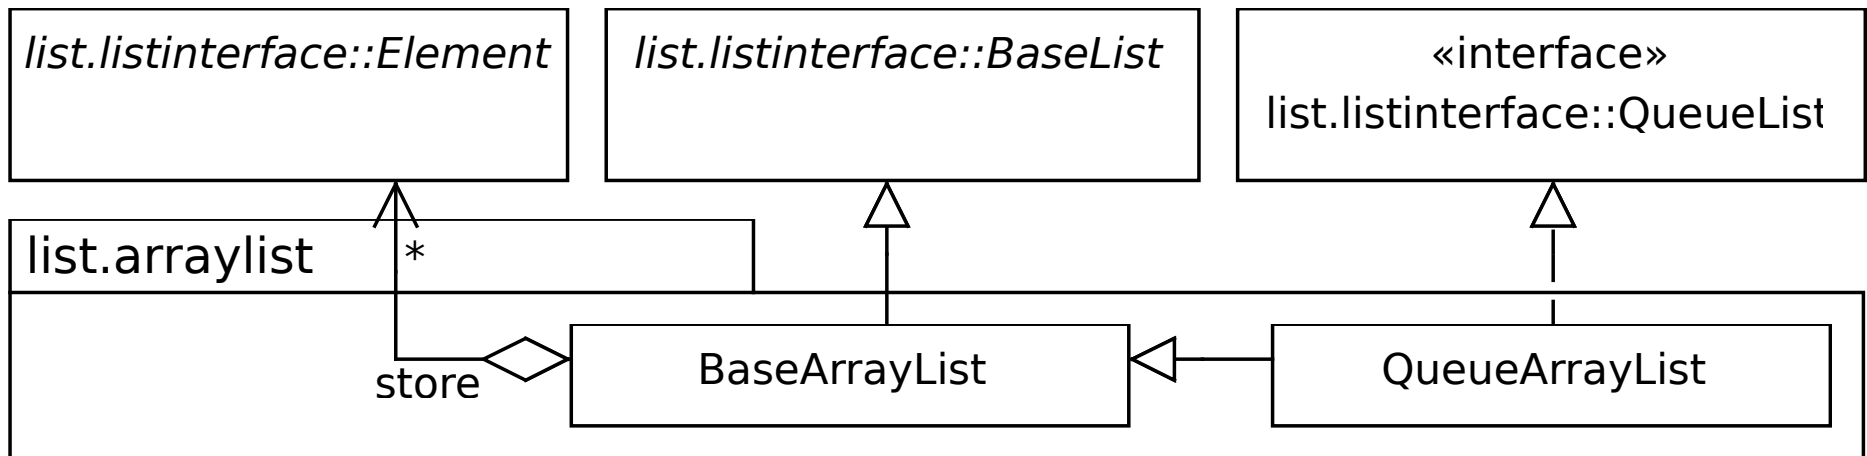 list.listinterface::Element
list.listinterface::BaseList
«interface»
list.listinterface::QueueList
list.arraylist
*
BaseArrayList
QueueArrayList
store